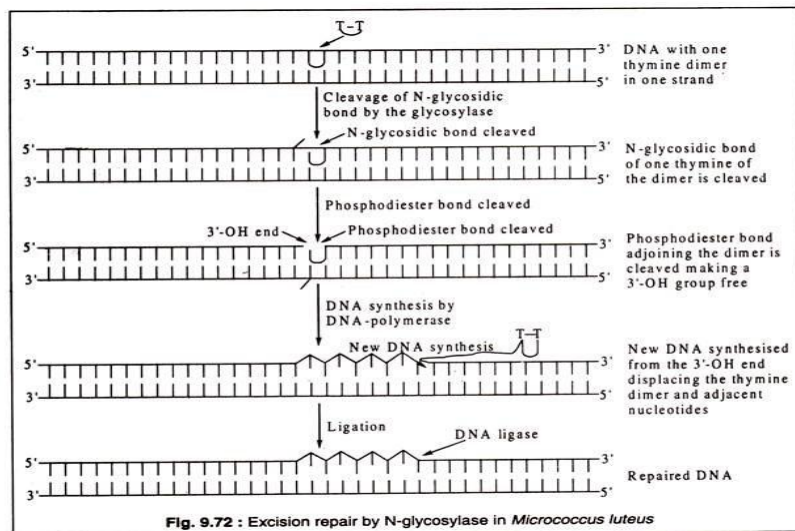 T-T
5' 3'
3' 5'
DNA with one
thymine dimer
in one strand
Cleavage of N-glycosidic
bond by the glycosylase
N-glycosidic bond cleaved
5' 3'
3' 5'
N-glycosidic bond
of one thymine of
the dimer is cleaved
Phosphodiester bond cleaved
3'-OH end
Phosphodiester bond cleaved
5' 3'
3' 5'
Phosphodiester bond
adjoining the dimer is
cleaved making a
3'-OH group free
DNA synthesis by
DNA-polymerase
T-T
New DNA synthesis
5' 3'
3' 5'
New DNA synthesised
from the 3'-OH end
displacing the thymine
dimer and adjacent
nucleotides
Ligation
DNA ligase
5' 3'
3' 5'
Repaired DNA
Fig. 9.72 : Excision repair by N-glycosylase in Micrococcus luteus